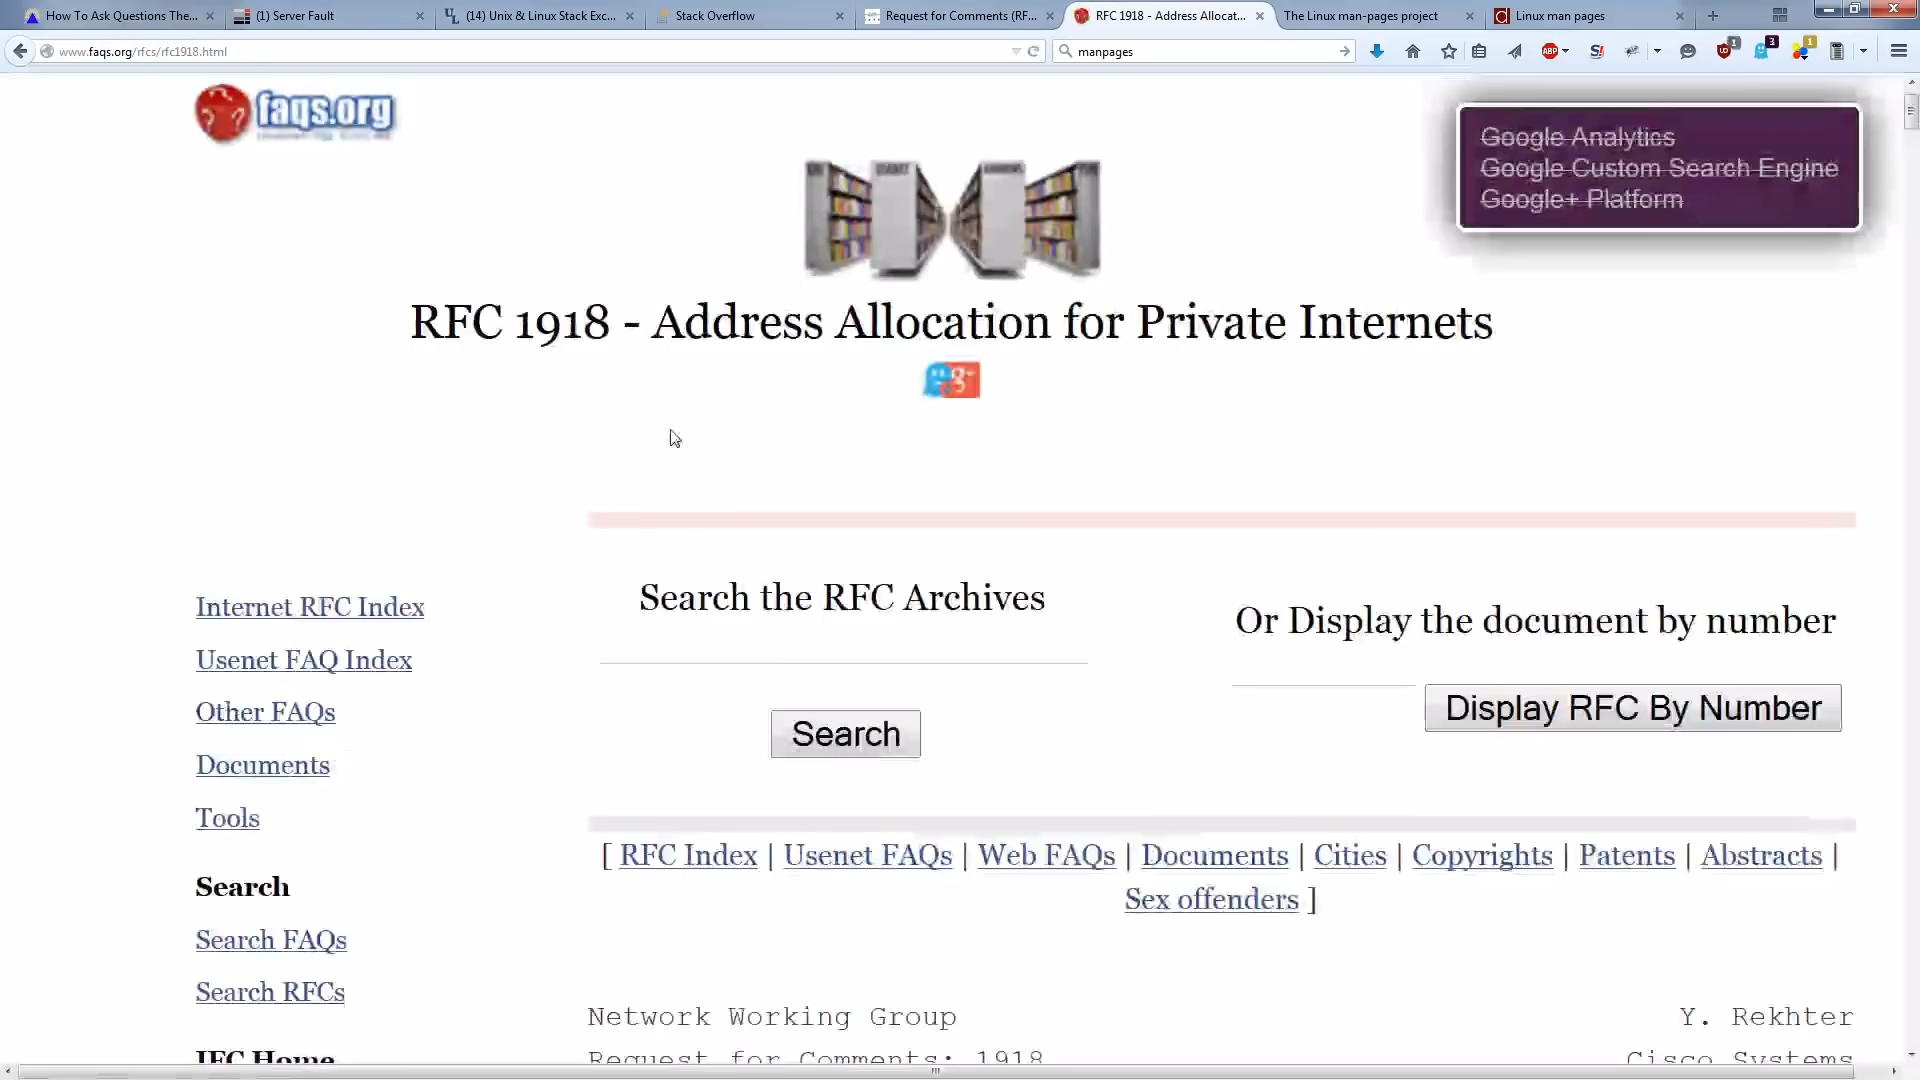 How To Ask Questions The...
(1) Server Fault
(14) Unix & Linux Stack Exc...
Stack Overflow
Request for Comments (RF...
RFC 1918 - Address Allocat...
The Linux man-pages project
Linux man pages
www.faqs.org/rfcs/rfc1918.html
manpages
ABP
1
3
1
faqs.org
Google Analytics
Google Custom Search Engine
Google+ Platform
RFC 1918 - Address Allocation for Private Internets
Search the RFC Archives
Or Display the document by number
Display RFC By Number
Search
Internet RFC Index
Usenet FAQ Index
Other FAQs
Documents
Tools
Search
Search FAQs
Search RFCs
IFC Home
[ RFC Index | Usenet FAQs | Web FAQs | Documents | Cities | Copyrights | Patents | Abstracts |
Sex offenders ]
Network Working Group Y. Rekhter
Request for Comments: 1918 Cisco Systems